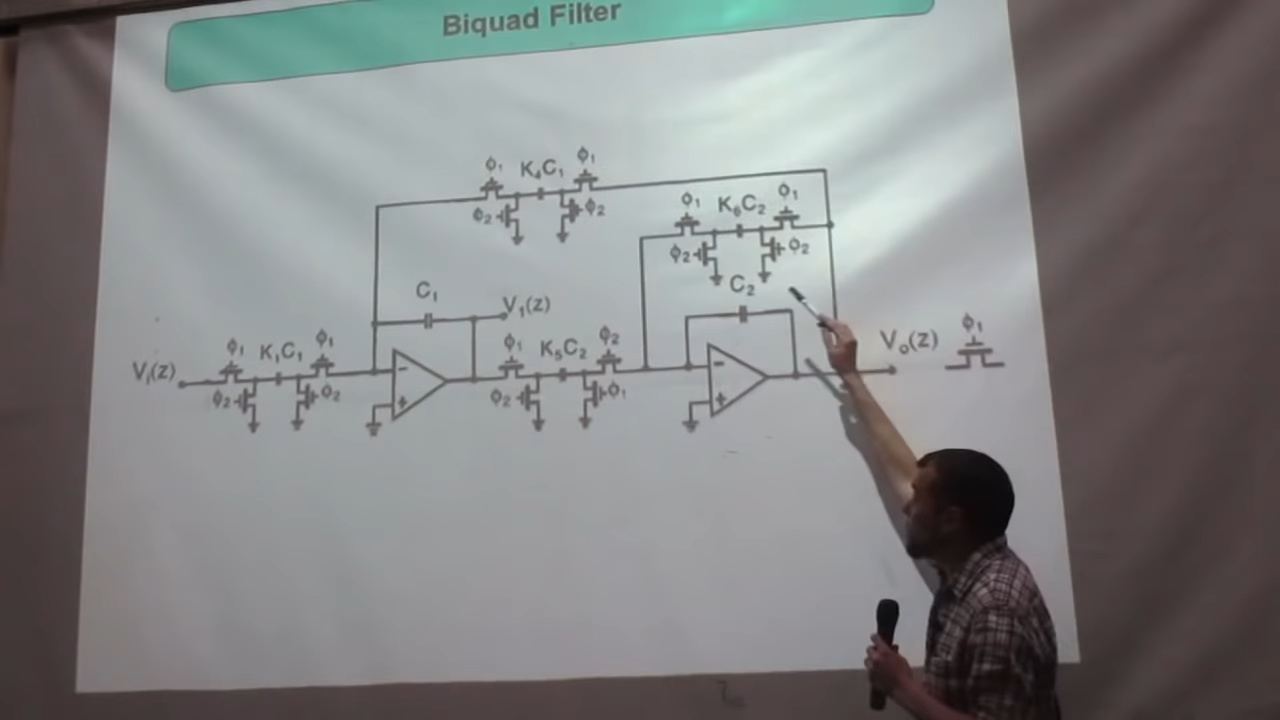 Biquad Filter
ϕ₁ K₄C₁ ϕ₁
ϕ₂ ϕ₂
ϕ₁ K₆C₂ ϕ₁
ϕ₂ ϕ₂
C₁ V₁(z) C₂
Vᵢ(z) ϕ₁ K₁C₁ ϕ₁ ϕ₁ K₅C₂ ϕ₂ V₀(z) ϕ₁
ϕ₂ ϕ₂ ϕ₂ ϕ₁
- -
+ +